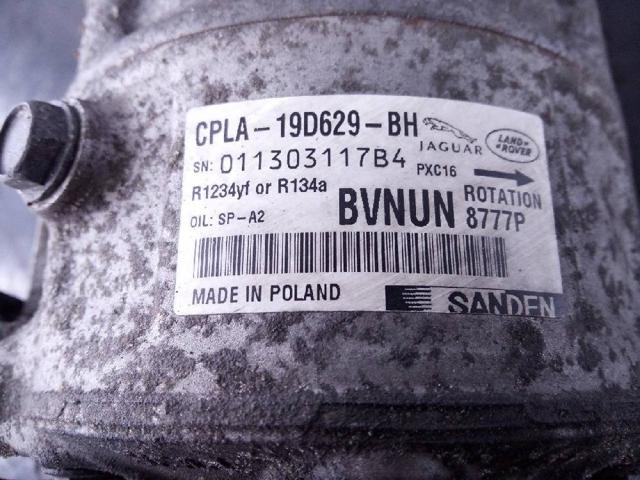 CPLA-19D629-BH
JAGUAR
LAND ROVER
SN: 011303117B4
PXC16
R1234yf or R134a
ROTATION
OIL: SP-A2
BVNUN
8777P
MADE IN POLAND
SANDEN